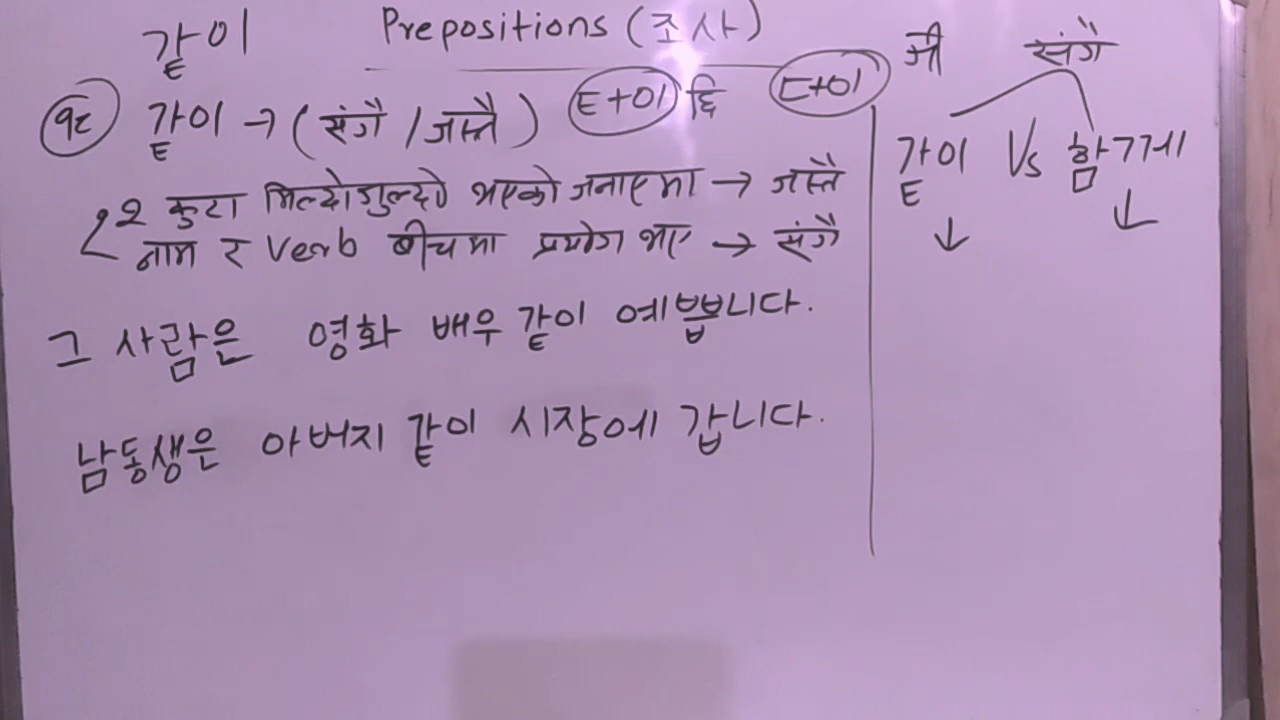 같이 Prepositions (조사)
१८ 같이 → (संगै / जस्तै) ㅌ+이 छि ㅌ+이
२ कुटा मिल्दोजुल्दो भएको जनाएमा → जस्तै
नाम र Verb बीचमा प्रयोग भए → संगै
그 사람은 영화 배우 같이 예쁩니다.
남동생은 아버지 같이 시장에 갑니다.
संगै
같이 Vs 함께